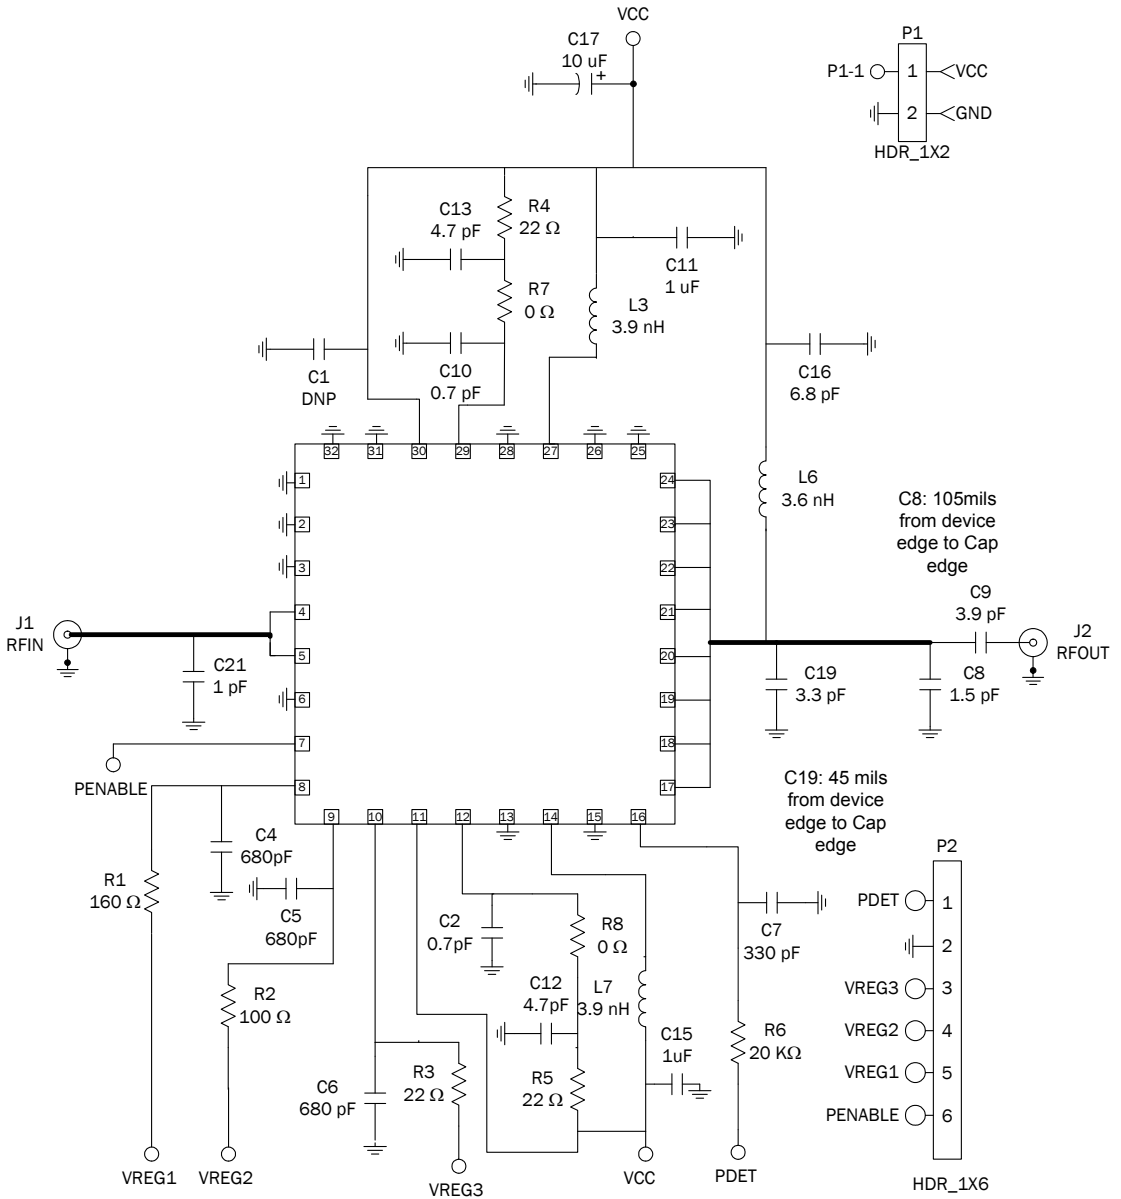 VCC
C17
10 uF
+
P1
P1-1
1
VCC
2
GND
HDR_1X2
C13
4.7 pF
R4
22 Ω
C11
1 uF
R7
0 Ω
L3
3.9 nH
C1
DNP
C10
0.7 pF
C16
6.8 pF
32
31
30
29
28
27
26
25
1
2
3
4
5
6
7
8
24
23
22
21
20
19
18
17
9
10
11
12
13
14
15
16
L6
3.6 nH
C8: 105mils
from device
edge to Cap
edge
C9
3.9 pF
J1
RFIN
J2
RFOUT
C21
1 pF
C19
3.3 pF
C8
1.5 pF
PENABLE
C19: 45 mils
from device
edge to Cap
edge
C4
680pF
R1
160 Ω
C5
680pF
C2
0.7pF
R8
0 Ω
C7
330 pF
R2
100 Ω
C12
4.7pF
L7
3.9 nH
C15
1uF
R6
20 KΩ
C6
680 pF
R3
22 Ω
R5
22 Ω
VREG1
VREG2
VREG3
VCC
PDET
P2
PDET
1
2
VREG3
3
VREG2
4
VREG1
5
PENABLE
6
HDR_1X6